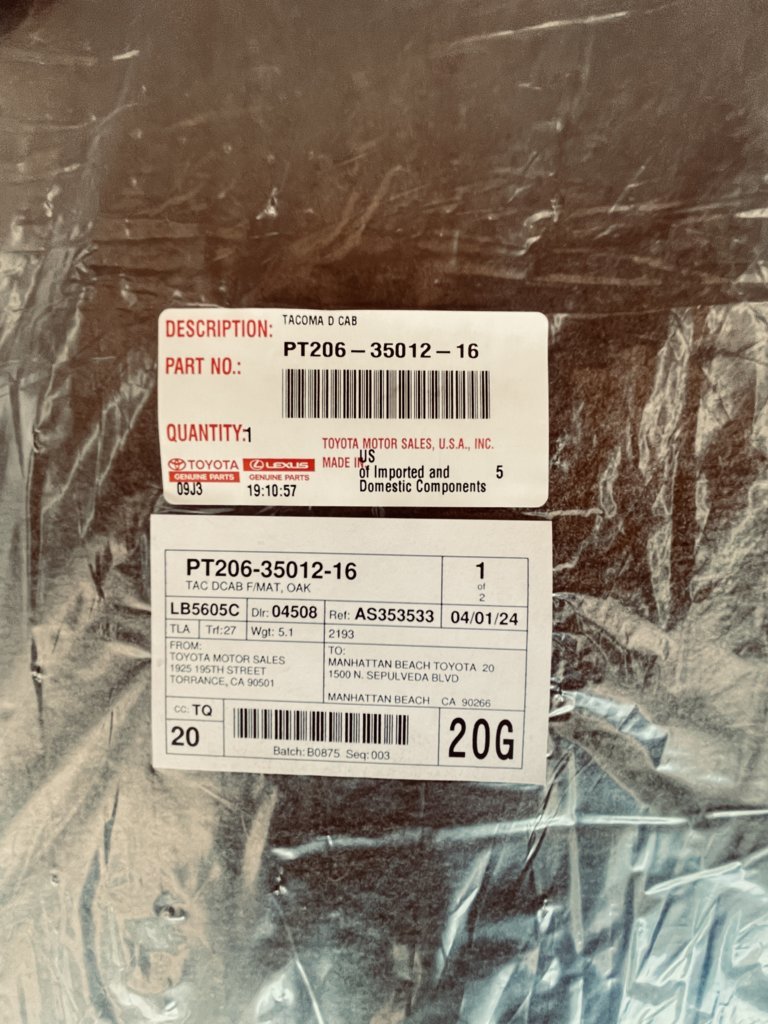 DESCRIPTION: TACOMA D CAB
PT206-35012-16
PART NO.:
QUANTITY:1
TOYOTA MOTOR SALES, U.S.A., INC.
TOYOTA LEXUS MADE IN US
GENUINE PARTS GENUINE PARTS of Imported and 5
09J3 19:10:57 Domestic Components
PT206-35012-16 1
TAC DCAB F/MAT, OAK of
2
LB5605C Dlr: 04508 Ref: AS353533 04/01/24
TLA Trf:27 Wgt: 5.1 2193
FROM:
TOYOTA MOTOR SALES
1925 195TH STREET
TORRANCE, CA 90501
TO:
MANHATTAN BEACH TOYOTA 20
1500 N. SEPULVEDA BLVD
MANHATTAN BEACH CA 90266
CC: TQ
20
Batch: B0875 Seq: 003
20G